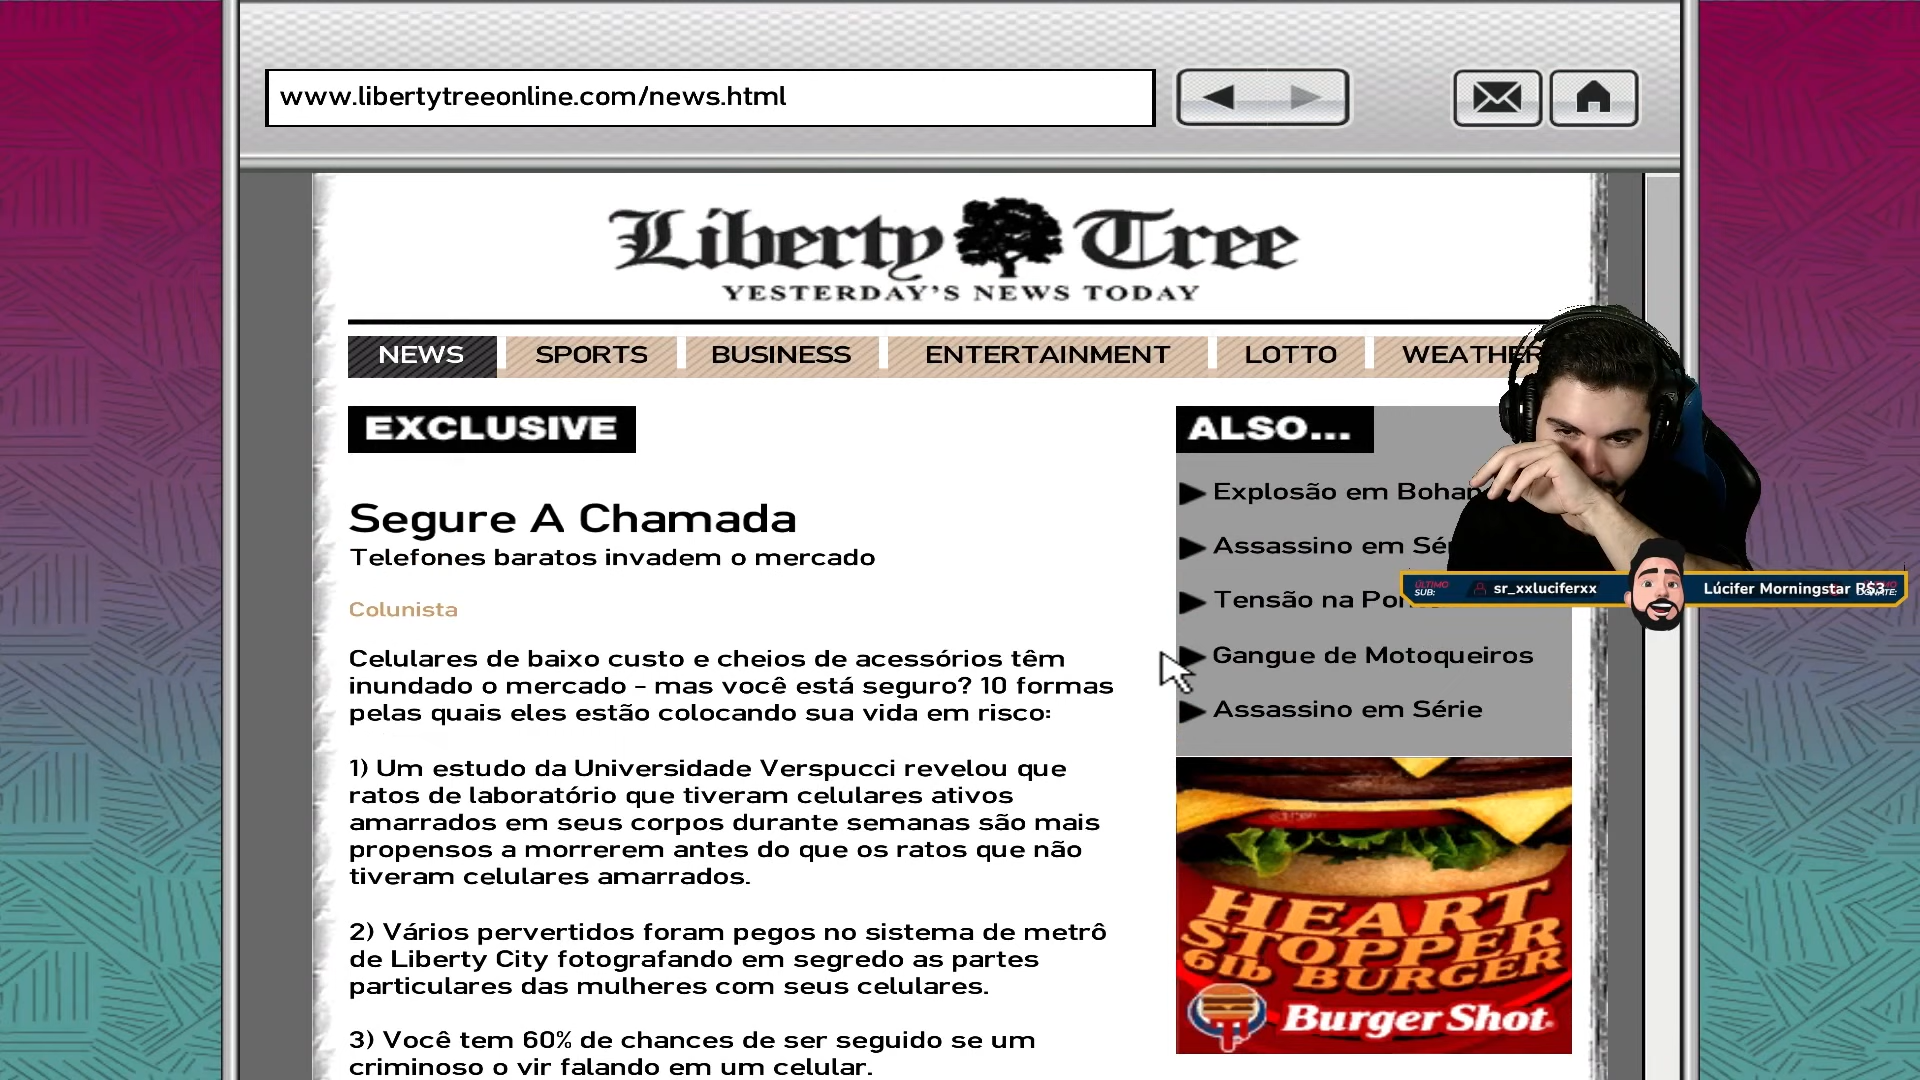 www.libertytreeonline.com/news.html
Liberty Tree
YESTERDAY'S NEWS TODAY
NEWS SPORTS BUSINESS ENTERTAINMENT LOTTO WEATHER
EXCLUSIVE
Segure A Chamada
Telefones baratos invadem o mercado
Colunista
Celulares de baixo custo e cheios de acessórios têm
inundado o mercado - mas você está seguro? 10 formas
pelas quais eles estão colocando sua vida em risco:
1) Um estudo da Universidade Verspucci revelou que
ratos de laboratório que tiveram celulares ativos
amarrados em seus corpos durante semanas são mais
propensos a morrerem antes do que os ratos que não
tiveram celulares amarrados.
2) Vários pervertidos foram pegos no sistema de metrô
de Liberty City fotografando em segredo as partes
particulares das mulheres com seus celulares.
3) Você tem 60% de chances de ser seguido se um
criminoso o vir falando em um celular.
ALSO...
Explosão em Bohan
Assassino em
Tensão na
Gangue de Motoqueiros
Assassino em Série
ÚLTIMO
SUB:
sr_xxluciferxx
Lúcifer Morningstar R$3
HEART
STOPPER
6lb BURGER
Burger Shot